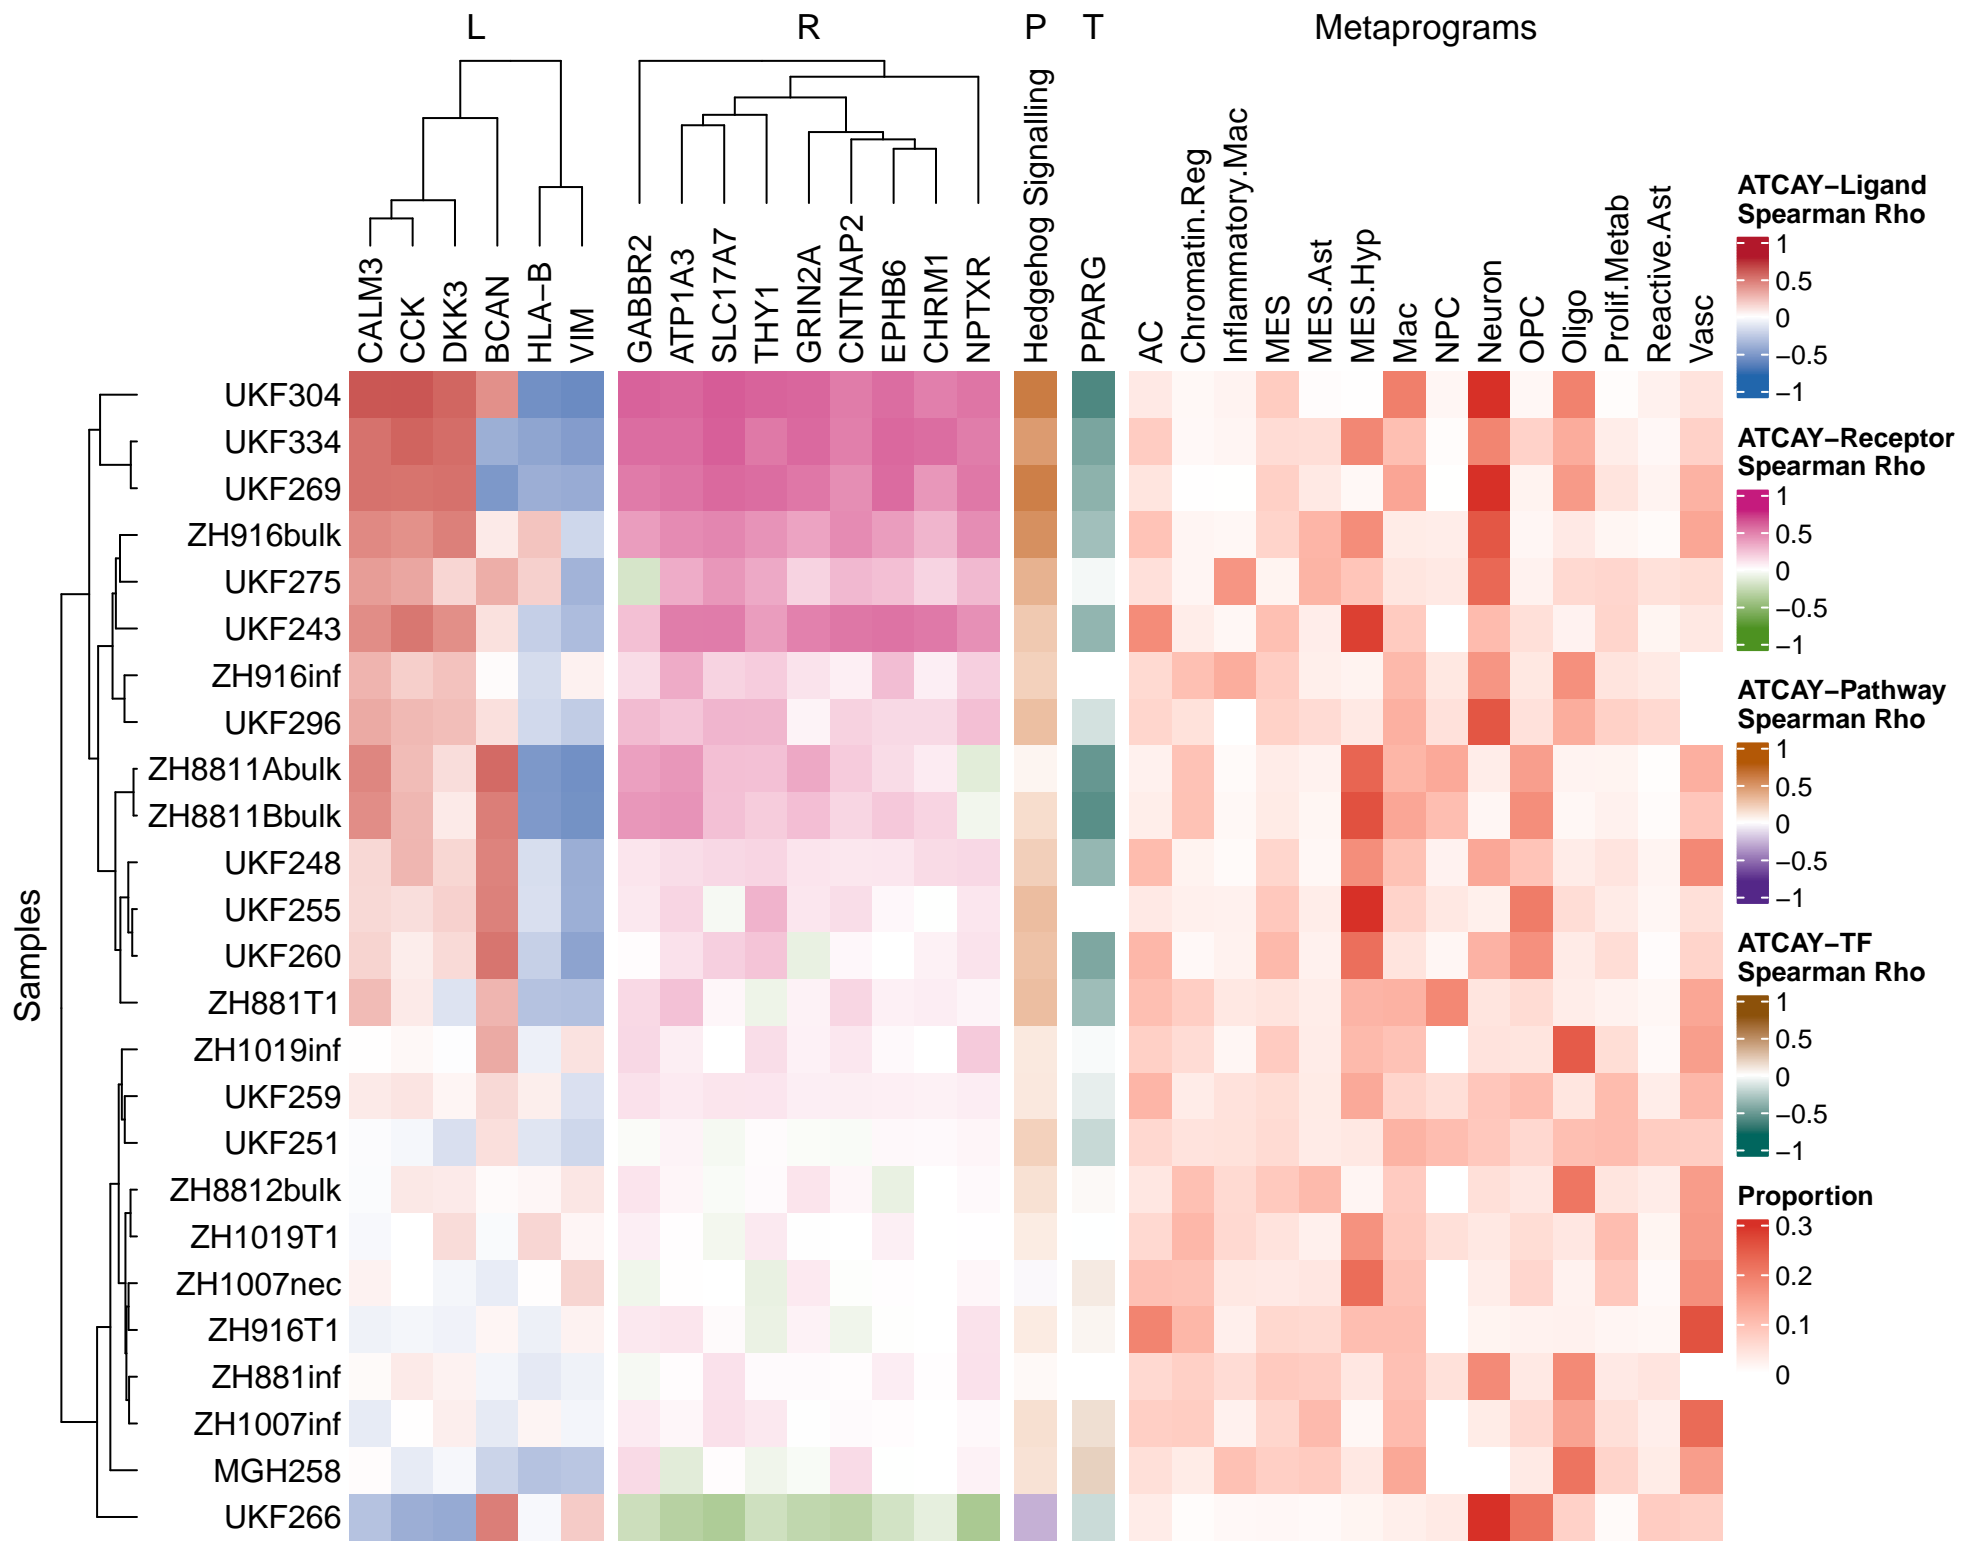 L
R
P
T
Metaprograms
CALM3
CCK
DKK3
BCAN
HLA−B
VIM
GABBR2
ATP1A3
SLC17A7
THY1
GRIN2A
CNTNAP2
EPHB6
CHRM1
NPTXR
Hedgehog Signalling
PPARG
AC
Chromatin.Reg
Inflammatory.Mac
MES
MES.Ast
MES.Hyp
Mac
NPC
Neuron
OPC
Oligo
Prolif.Metab
Reactive.Ast
Vasc
Samples
UKF304
UKF334
UKF269
ZH916bulk
UKF275
UKF243
ZH916inf
UKF296
ZH8811Abulk
ZH8811Bbulk
UKF248
UKF255
UKF260
ZH881T1
ZH1019inf
UKF259
UKF251
ZH8812bulk
ZH1019T1
ZH1007nec
ZH916T1
ZH881inf
ZH1007inf
MGH258
UKF266
ATCAY−Ligand
Spearman Rho
1
0.5
0
−0.5
−1
ATCAY−Receptor
Spearman Rho
1
0.5
0
−0.5
−1
ATCAY−Pathway
Spearman Rho
1
0.5
0
−0.5
−1
ATCAY−TF
Spearman Rho
1
0.5
0
−0.5
−1
Proportion
0.3
0.2
0.1
0